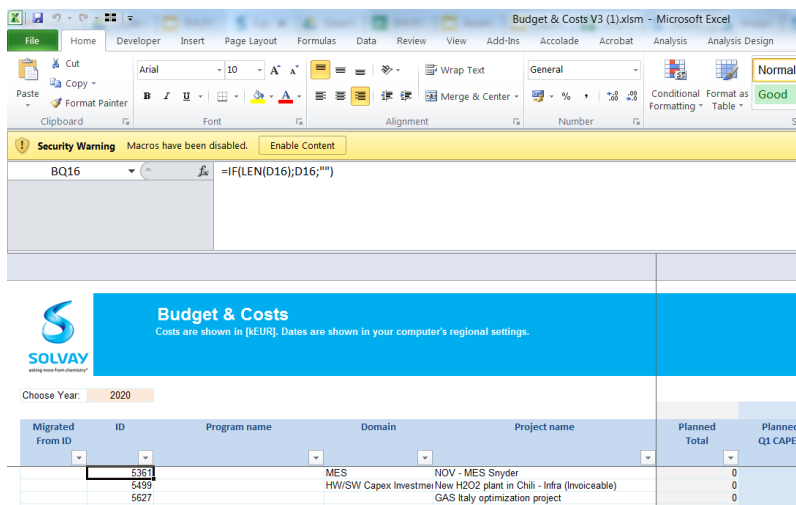 Budget & Costs V3 (1).xlsm - Microsoft Excel
File Home Developer Insert Page Layout Formulas Data Review View Add-Ins Accolade Acrobat Analysis Analysis Design
Cut
Copy
Format Painter
Paste
Arial 10 A A
B I U A
Wrap Text
Merge & Center
General
% ,
Conditional Formatting
Format as Table
Normal
Good
Clipboard Font Alignment Number
Security Warning Macros have been disabled. Enable Content
BQ16 fx =IF(LEN(D16);D16;"")
Budget & Costs
Costs are shown in [kEUR]. Dates are shown in your computer's regional settings.
SOLVAY
asking more from chemistry®
Choose Year: 2020
Migrated ID Program name Domain Project name Planned Planned
From ID Total Q1 CAPE
5361 MES NOV - MES Snyder 0
5499 HW/SW Capex Investme New H2O2 plant in Chili - Infra (Invoiceable) 0
5627 GAS Italy optimization project 0